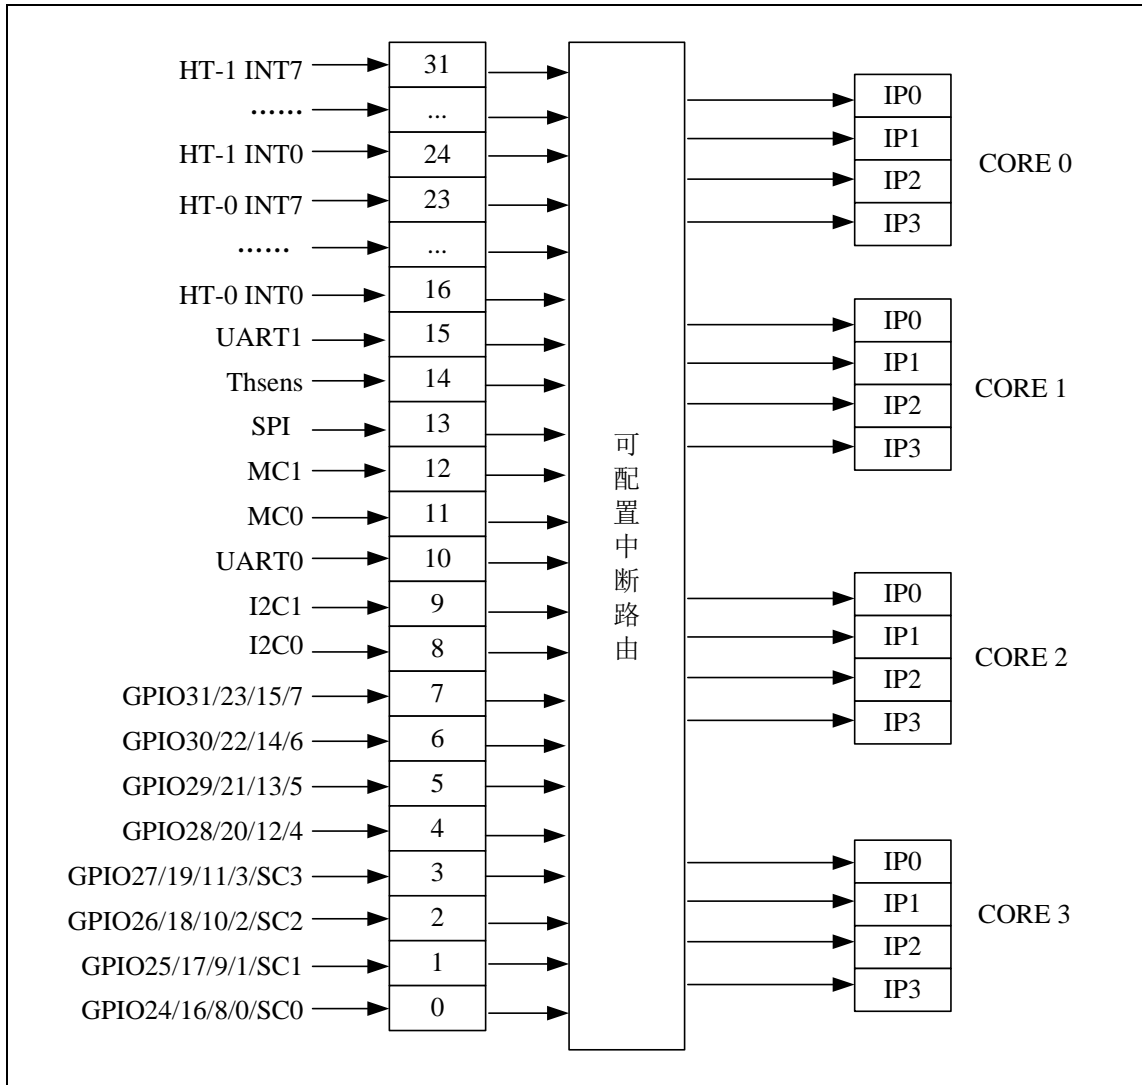 HT-1 INT7 31
...... ...
HT-1 INT0 24
HT-0 INT7 23
...... ...
HT-0 INT0 16
UART1 15
Thsens 14
SPI 13
MC1 12
MC0 11
UART0 10
I2C1 9
I2C0 8
GPIO31/23/15/7 7
GPIO30/22/14/6 6
GPIO29/21/13/5 5
GPIO28/20/12/4 4
GPIO27/19/11/3/SC3 3
GPIO26/18/10/2/SC2 2
GPIO25/17/9/1/SC1 1
GPIO24/16/8/0/SC0 0
可配置中断路由
IP0
IP1
IP2
IP3
CORE 0
IP0
IP1
IP2
IP3
CORE 1
IP0
IP1
IP2
IP3
CORE 2
IP0
IP1
IP2
IP3
CORE 3